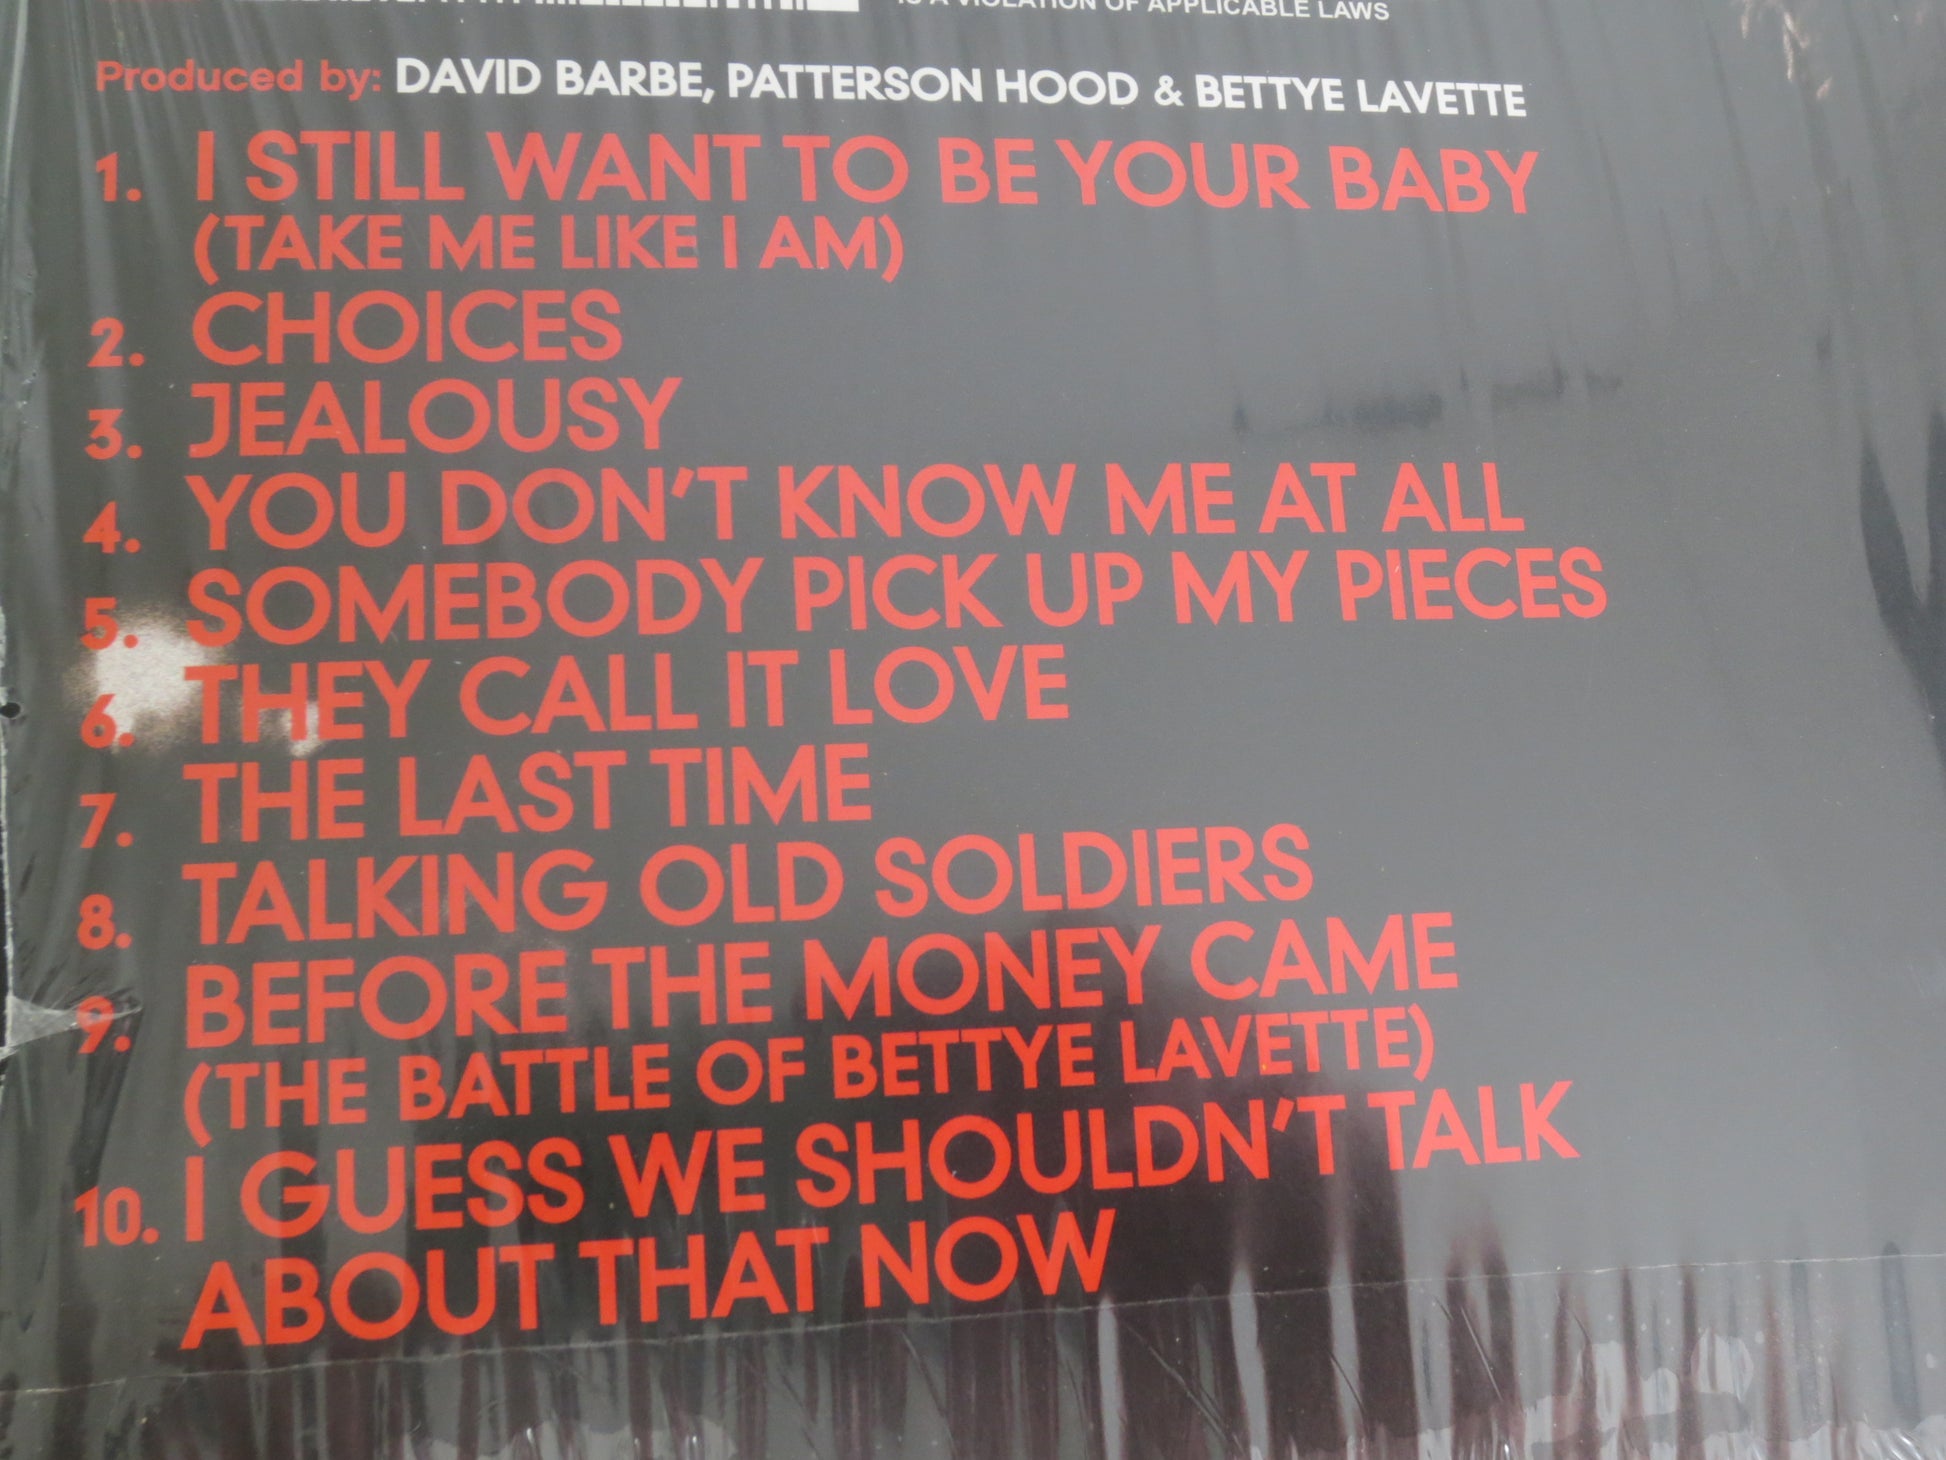 IS A VIOLATION OF APPLICABLE LAWS
Produced by: DAVID BARBE, PATTERSON HOOD & BETTYE LAVETTE
1. I STILL WANT TO BE YOUR BABY
(TAKE ME LIKE I AM)
2. CHOICES
3. JEALOUSY
4. YOU DON'T KNOW ME AT ALL
5. SOMEBODY PICK UP MY PIECES
6. THEY CALL IT LOVE
7. THE LAST TIME
8. TALKING OLD SOLDIERS
9. BEFORE THE MONEY CAME
(THE BATTLE OF BETTYE LAVETTE)
10. I GUESS WE SHOULDN'T TALK
ABOUT THAT NOW